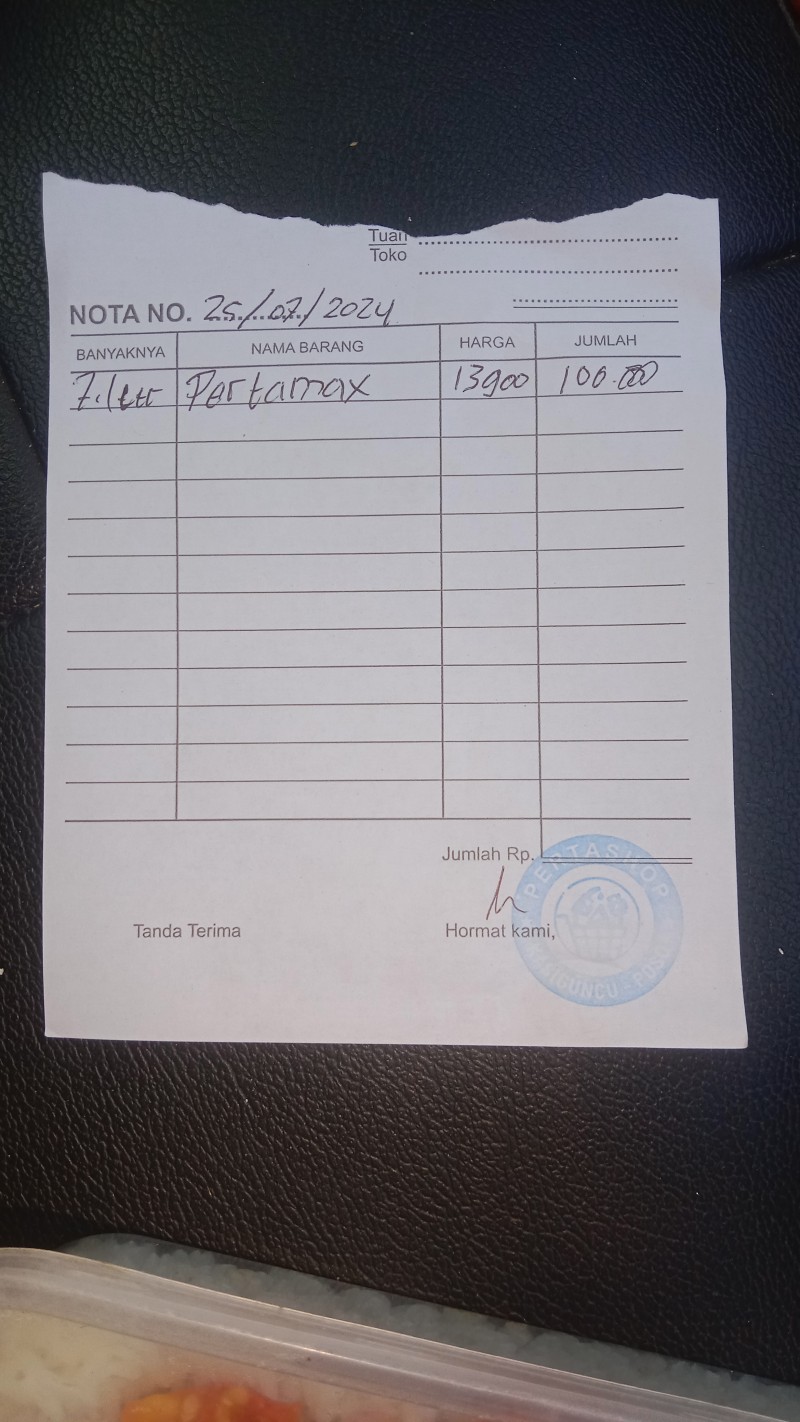 Tuan
Toko
NOTA NO. 25/07/2024
BANYAKNYA NAMA BARANG HARGA JUMLAH
7.liter Pertamax 13900 100.000
Jumlah Rp.
Tanda Terima Hormat kami,
PERTASHOP